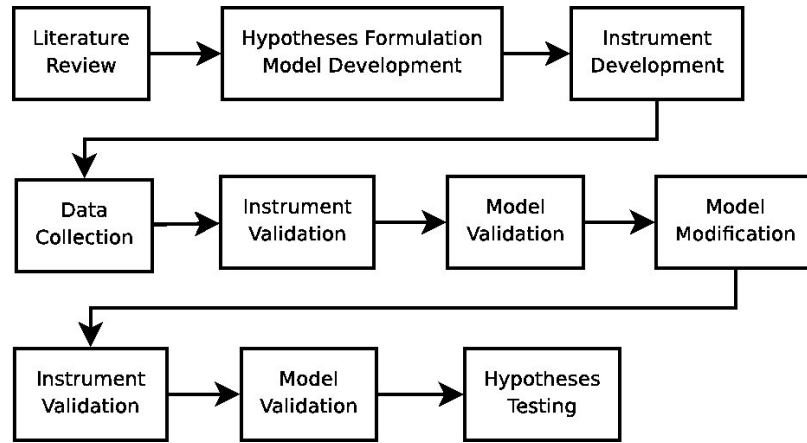 Literature
Review
Hypotheses Formulation
Model Development
Instrument
Development
Data
Collection
Instrument
Validation
Model
Validation
Model
Modification
Instrument
Validation
Model
Validation
Hypotheses
Testing